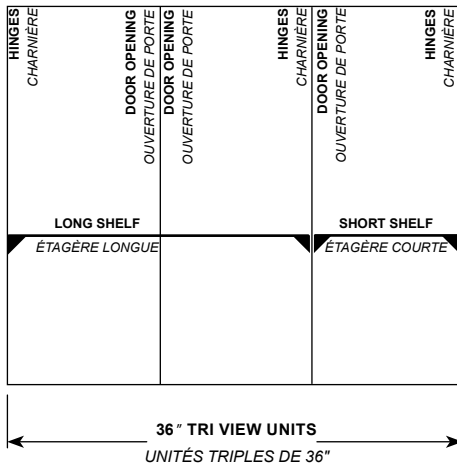 HINGES
CHARNIÈRE
DOOR OPENING
OUVERTURE DE PORTE
DOOR OPENING
OUVERTURE DE PORTE
HINGES
CHARNIÈRE
DOOR OPENING
OUVERTURE DE PORTE
HINGES
CHARNIÈRE
LONG SHELF
ÉTAGÈRE LONGUE
SHORT SHELF
ÉTAGÈRE COURTE
36" TRI VIEW UNITS
UNITÉS TRIPLES DE 36"